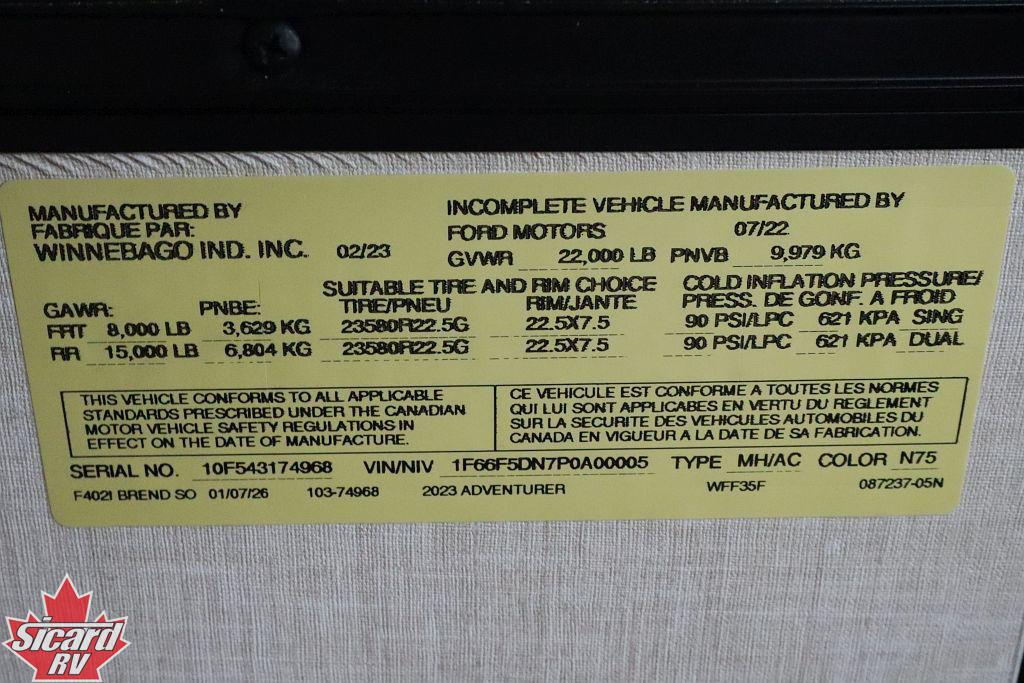 MANUFACTURED BY
FABRIQUE PAR:
WINNEBAGO IND. INC. 02/23
INCOMPLETE VEHICLE MANUFACTURED BY
FORD MOTORS 07/22
GVWR 22,000 LB PNVB 9,979 KG
SUITABLE TIRE AND RIM CHOICE COLD INFLATION PRESSURE/
GAWR: PNBE: TIRE/PNEU RIM/JANTE PRESS. DE GONF. A FROID
FRT 8,000 LB 3,629 KG 23580R22.5G 22.5X7.5 90 PSI/LPC 621 KPA SING
RR 15,000 LB 6,804 KG 23580R22.5G 22.5X7.5 90 PSI/LPC 621 KPA DUAL
THIS VEHICLE CONFORMS TO ALL APPLICABLE
STANDARDS PRESCRIBED UNDER THE CANADIAN
MOTOR VEHICLE SAFETY REGULATIONS IN
EFFECT ON THE DATE OF MANUFACTURE.
CE VEHICULE EST CONFORME A TOUTES LES NORMES
QUI LUI SONT APPLICABES EN VERTU DU REGLEMENT
SUR LA SECURITE DES VEHICULES AUTOMOBILES DU
CANADA EN VIGUEUR A LA DATE DE SA FABRICATION.
SERIAL NO. 10F543174968 VIN/NIV 1F66F5DN7P0A00005 TYPE MH/AC COLOR N75
F402I BREND SO 01/07/26 103-74968 2023 ADVENTURER WFF35F 087237-05N
Sicard
RV